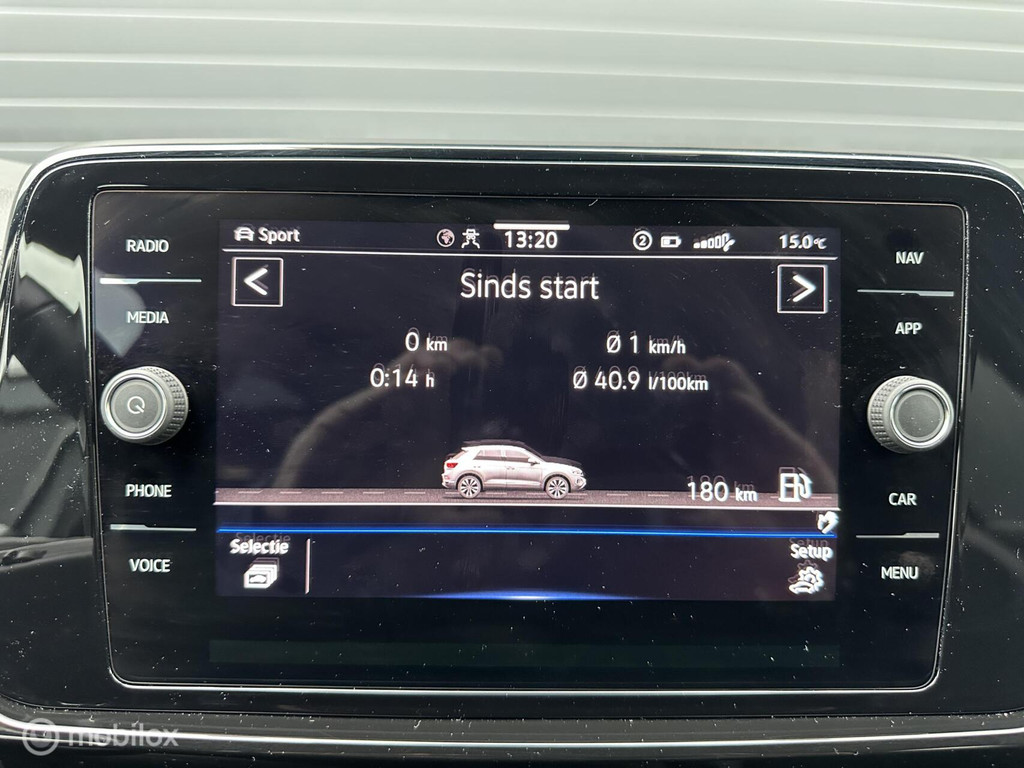 RADIO
MEDIA
PHONE
VOICE
Sport
13:20
2
15.0°C
< Sinds start >
0 km
Ø 1 km/h
0:14 h
Ø 40.9 l/100km
180 km
Selectie
Setup
NAV
APP
CAR
MENU
mobilox